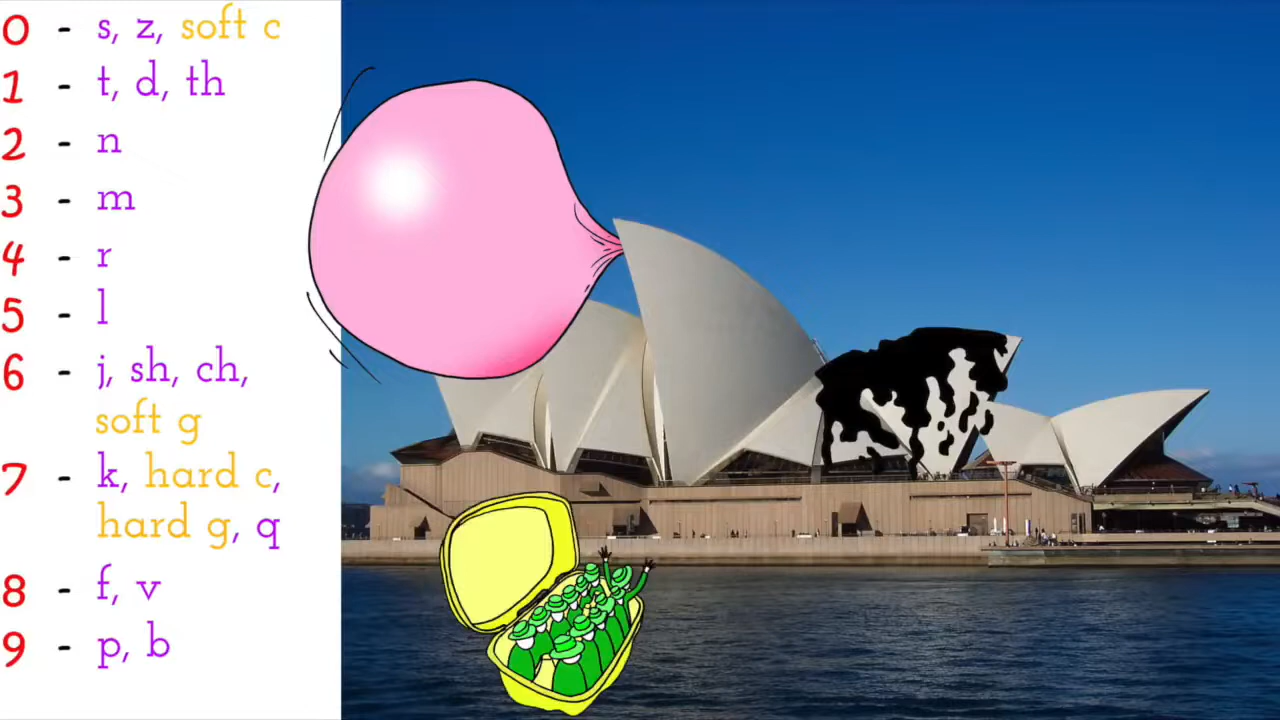 0 - s, z, soft c
1 - t, d, th
2 - n
3 - m
4 - r
5 - l
6 - j, sh, ch,
soft g
7 - k, hard c,
hard g, q
8 - f, v
9 - p, b